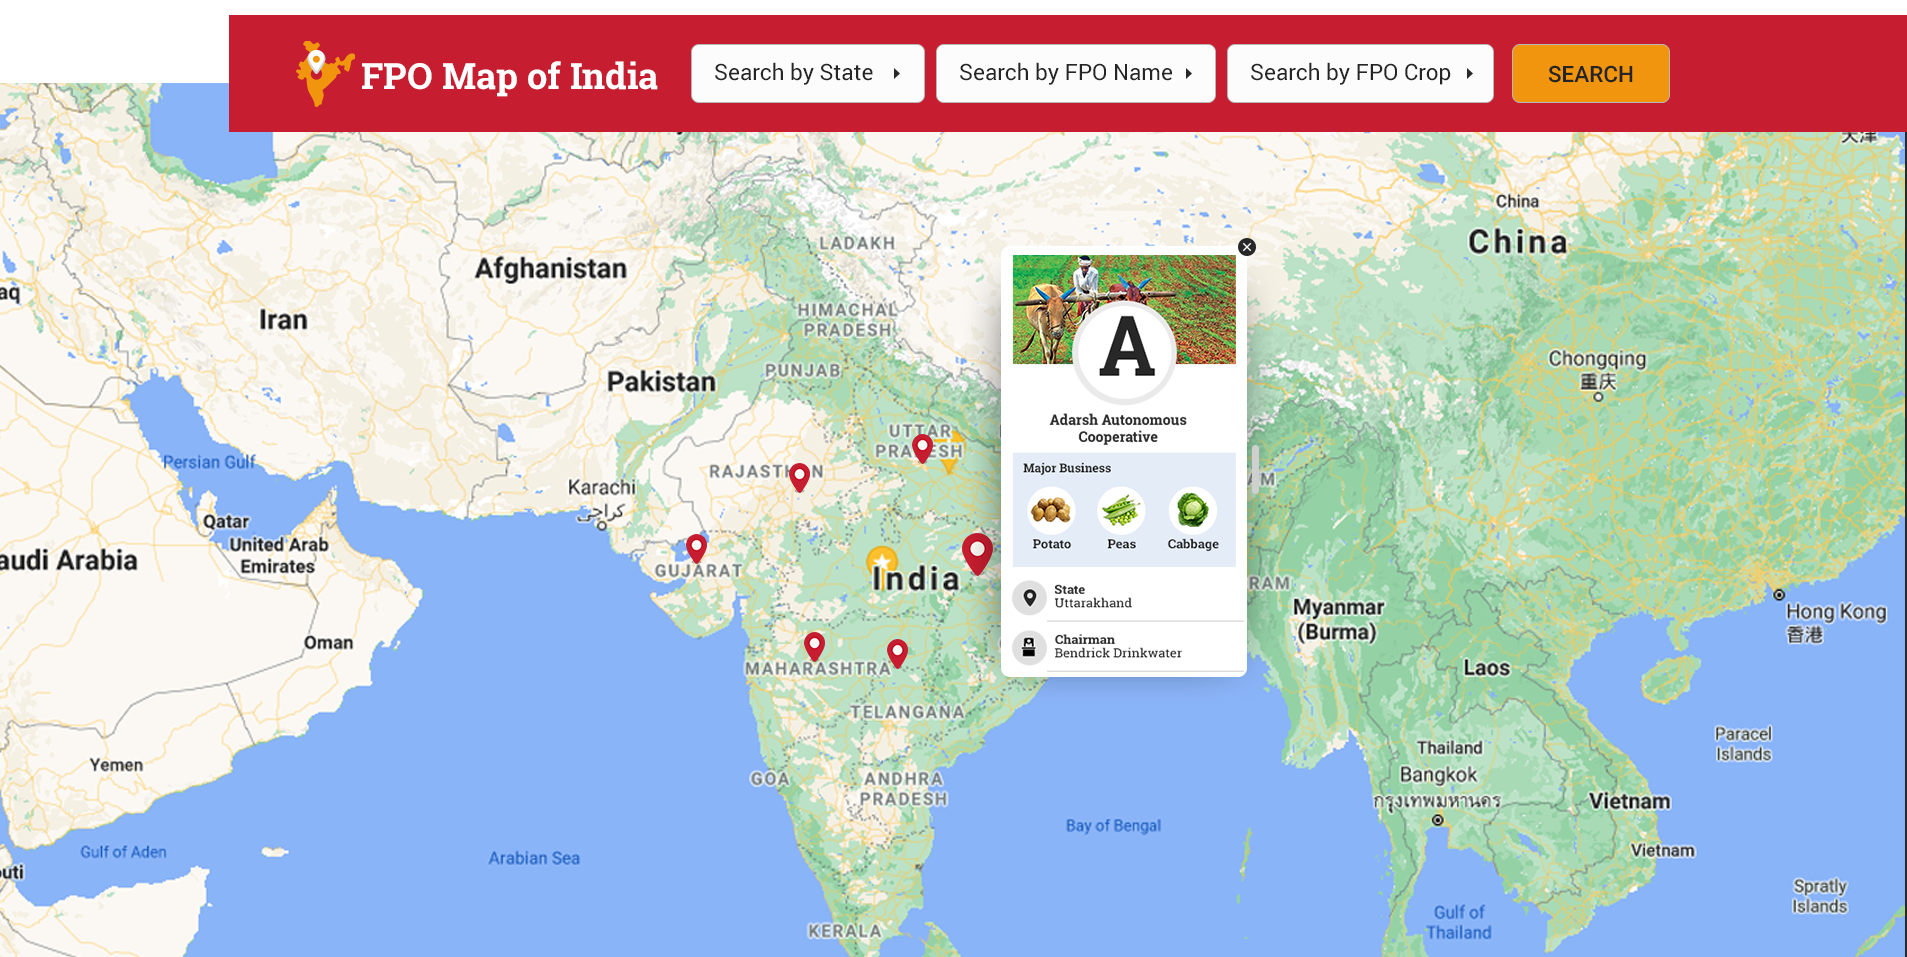 FPO Map of India
Search by State
Search by FPO Name
Search by FPO Crop
SEARCH
天津
China
LADAKH
China
Afghanistan
aq
Iran
HIMACHAL
PRADESH
Chongqing
重庆
PUNJAB
Pakistan
A
Adarsh Autonomous
Cooperative
UTTAR
PRADESH
Persian Gulf
RAJASTH N
Major Business
Karachi
كراچی
Qatar
United Arab
Emirates
audi Arabia
GUJARAT
India
Potato
Peas
Cabbage
RAM
State
Uttarakhand
Myanmar
(Burma)
Hong Kong
香港
Oman
Chairman
Bendrick Drinkwater
MAHARASHTRA
Laos
TELANGANA
Paracel
Islands
Thailand
Yemen
GOA
ANDHRA
PRADESH
Bangkok
กรุงเทพมหานคร
Vietnam
Bay of Bengal
Gulf of Aden
Arabian Sea
Vietnam
outi
Spratly
Islands
Gulf of
Thailand
KERALA